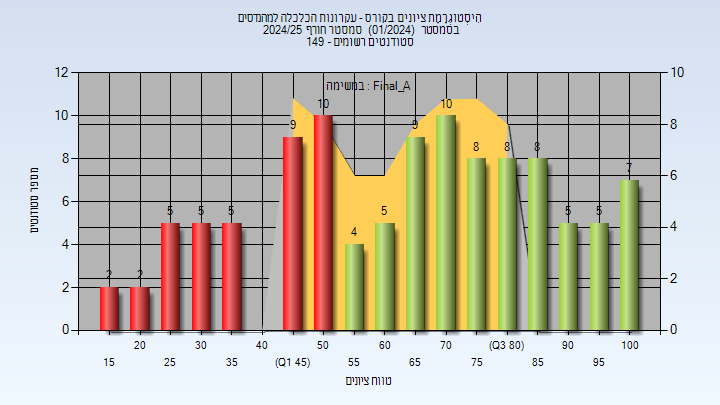 הִיסְטוֹגְרָמַת ציונים בקורס - עקרונות הכלכלה למהנדסים
בסמסטר (01/2024) סמסטר חורף 2024/25
סטודנטים רשומים - 149
במשימה : Final_A
מספר סטודנטים
12 10 8 6 4 2 0
10 8 6 4 2 0
2 2 5 5 5 9 10 4 5 9 10 8 8 8 5 5 7
20 30 40 50 60 70 (Q3 80) 90 100
15 25 35 (Q1 45) 55 65 75 85 95
טווח ציונים